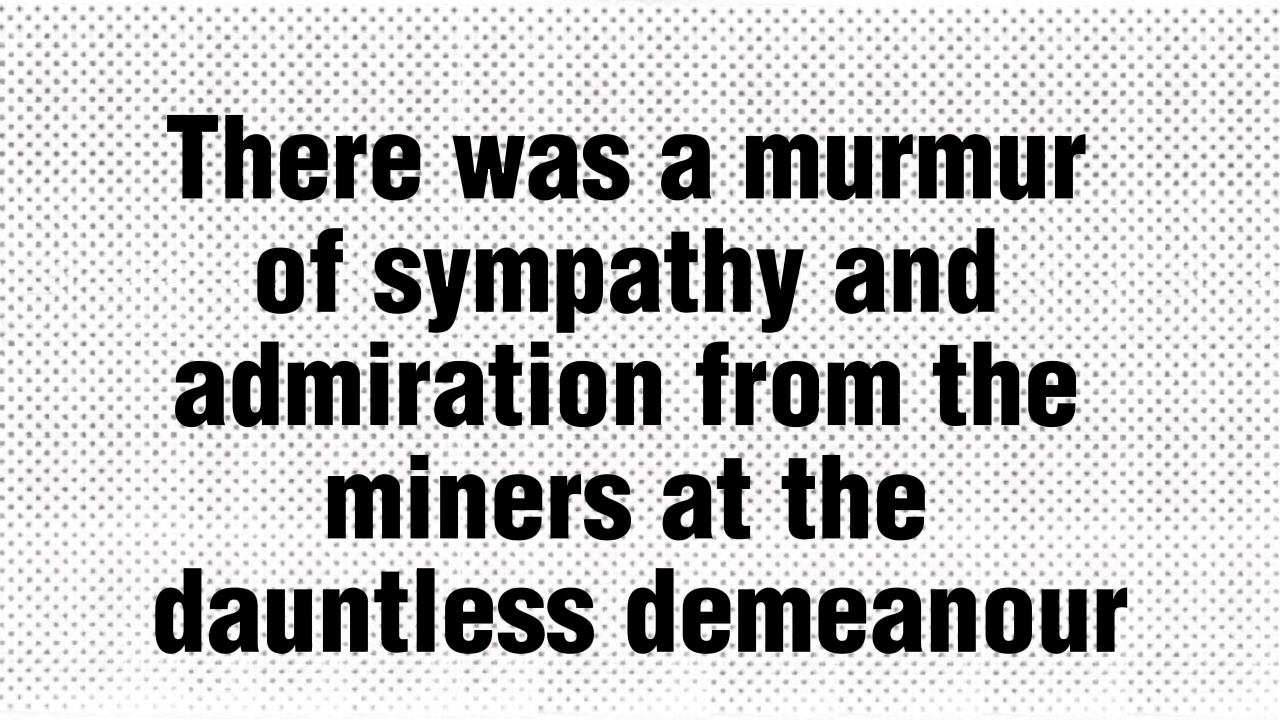 There was a murmur
of sympathy and
admiration from the
miners at the
dauntless demeanour